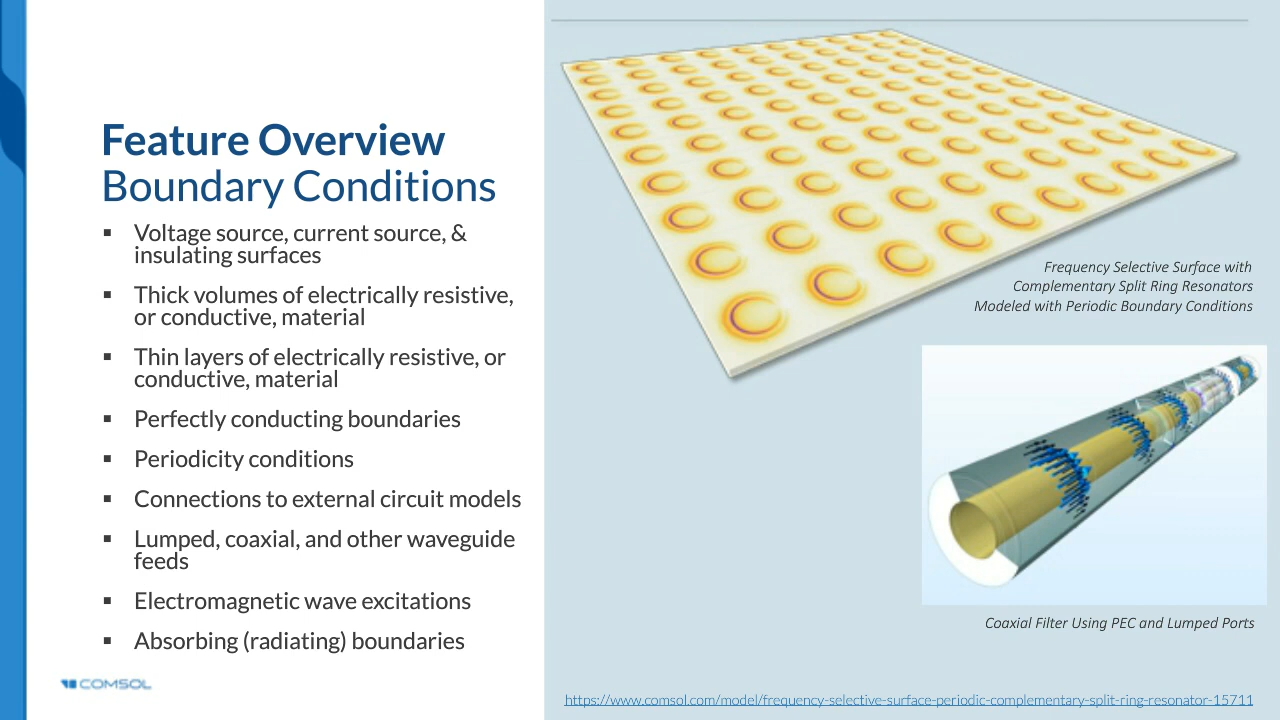 Feature Overview
Boundary Conditions
▪ Voltage source, current source, &
insulating surfaces
▪ Thick volumes of electrically resistive,
or conductive, material
▪ Thin layers of electrically resistive, or
conductive, material
▪ Perfectly conducting boundaries
▪ Periodicity conditions
▪ Connections to external circuit models
▪ Lumped, coaxial, and other waveguide
feeds
▪ Electromagnetic wave excitations
▪ Absorbing (radiating) boundaries
COMSOL
Frequency Selective Surface with
Complementary Split Ring Resonators
Modeled with Periodic Boundary Conditions
Coaxial Filter Using PEC and Lumped Ports
https://www.comsol.com/model/frequency-selective-surface-periodic-complementary-split-ring-resonator-15711